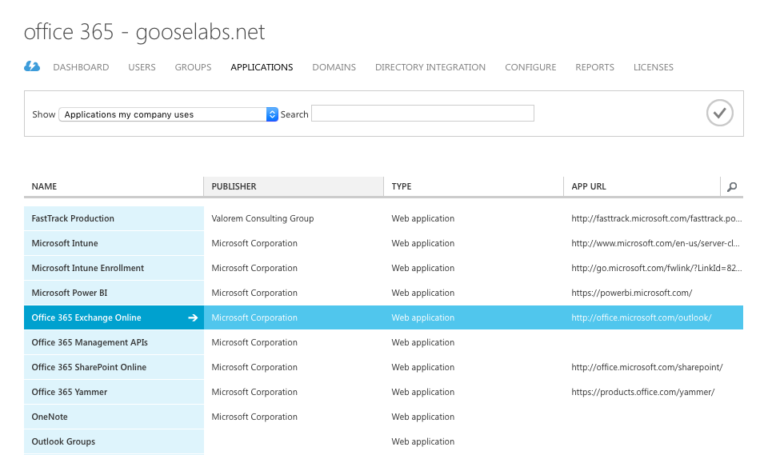 office 365 - gooselabs.net
DASHBOARD USERS GROUPS APPLICATIONS DOMAINS DIRECTORY INTEGRATION CONFIGURE REPORTS LICENSES
Show Applications my company uses Search
NAME PUBLISHER TYPE APP URL
FastTrack Production Valorem Consulting Group Web application http://fasttrack.microsoft.com/fasttrack.po...
Microsoft Intune Microsoft Corporation Web application http://www.microsoft.com/en-us/server-cl...
Microsoft Intune Enrollment Microsoft Corporation Web application http://go.microsoft.com/fwlink/?LinkId=82...
Microsoft Power BI Microsoft Corporation Web application https://powerbi.microsoft.com/
Office 365 Exchange Online Microsoft Corporation Web application http://office.microsoft.com/outlook/
Office 365 Management APIs Microsoft Corporation Web application
Office 365 SharePoint Online Microsoft Corporation Web application http://office.microsoft.com/sharepoint/
Office 365 Yammer Microsoft Corporation Web application https://products.office.com/yammer/
OneNote Microsoft Corporation Web application
Outlook Groups Web application